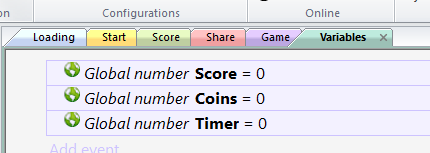 Configurations Online
Loading Start Score Share Game Variables ×
Global number Score = 0
Global number Coins = 0
Global number Timer = 0
Add event